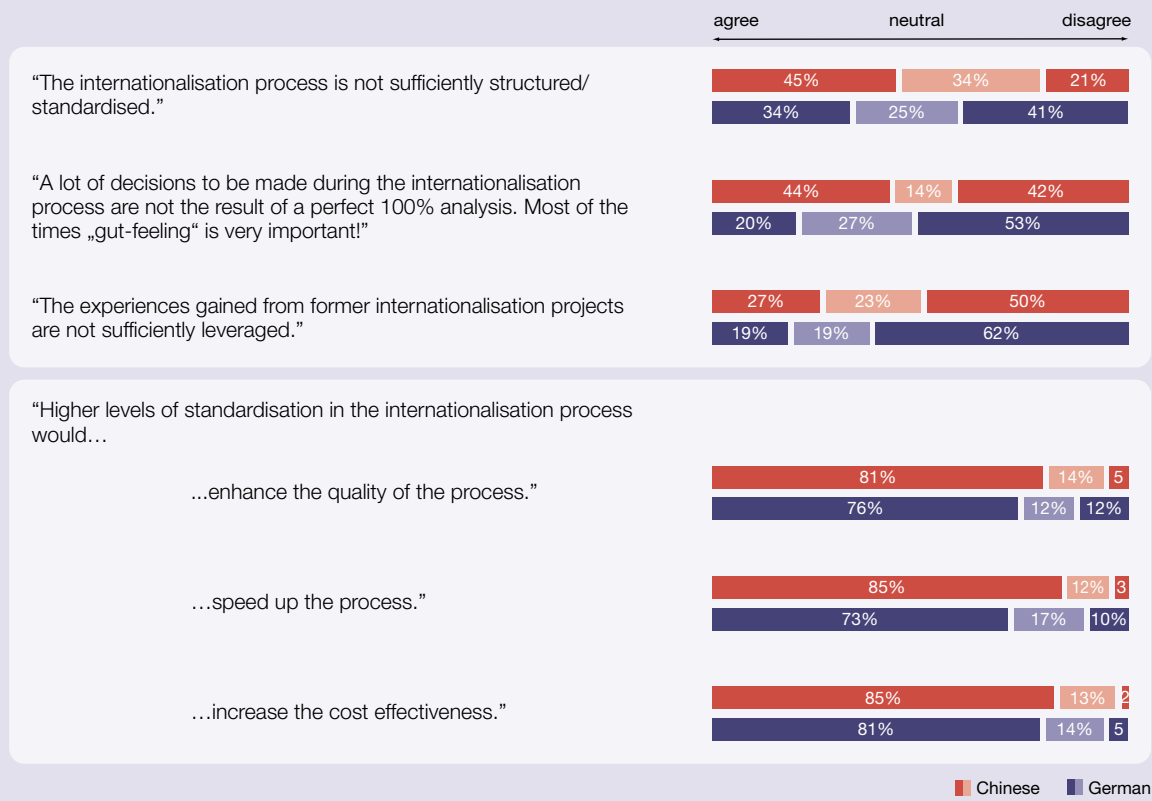 agree neutral disagree
“The internationalisation process is not sufficiently structured/
standardised.”
45% 34% 21%
34% 25% 41%
“A lot of decisions to be made during the internationalisation
process are not the result of a perfect 100% analysis. Most of the
times „gut-feeling“ is very important!”
44% 14% 42%
20% 27% 53%
“The experiences gained from former internationalisation projects
are not sufficiently leveraged.”
27% 23% 50%
19% 19% 62%
“Higher levels of standardisation in the internationalisation process
would…
...enhance the quality of the process.”
81% 14% 5
76% 12% 12%
…speed up the process.”
85% 12% 3
73% 17% 10%
…increase the cost effectiveness.”
85% 13% 2
81% 14% 5
Chinese German